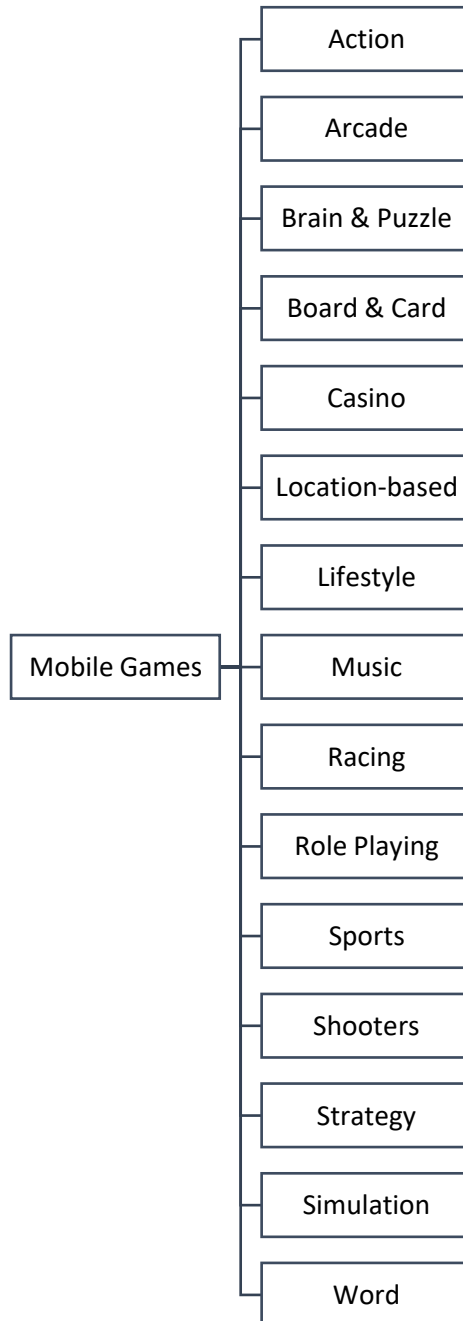 Action
Arcade
Brain & Puzzle
Board & Card
Casino
Location-based
Lifestyle
Mobile Games
Music
Racing
Role Playing
Sports
Shooters
Strategy
Simulation
Word